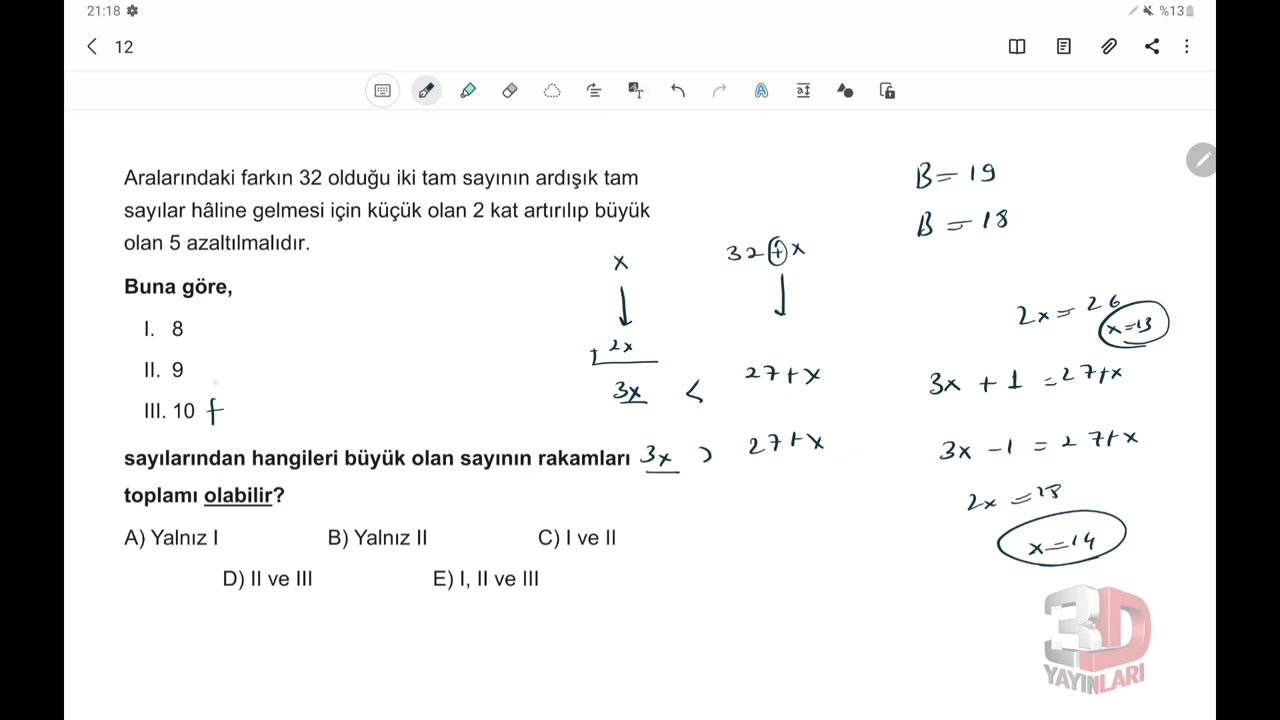 21:18
%13
12
Aralarındaki farkın 32 olduğu iki tam sayının ardışık tam
sayılar hâline gelmesi için küçük olan 2 kat artırılıp büyük
olan 5 azaltılmalıdır.
Buna göre,
I. 8
II. 9
III. 10 +
sayılarından hangileri büyük olan sayının rakamları
toplamı olabilir?
A) Yalnız I
B) Yalnız II
C) I ve II
D) II ve III
E) I, II ve III
x
32 + x
+ 2x
3x < 27+x
3x > 27+x
B = 19
B = 18
2x = 26
x=13
3x + 1 = 27+x
3x - 1 = 27+x
2x = 28
x=14
3D
YAYINLARI